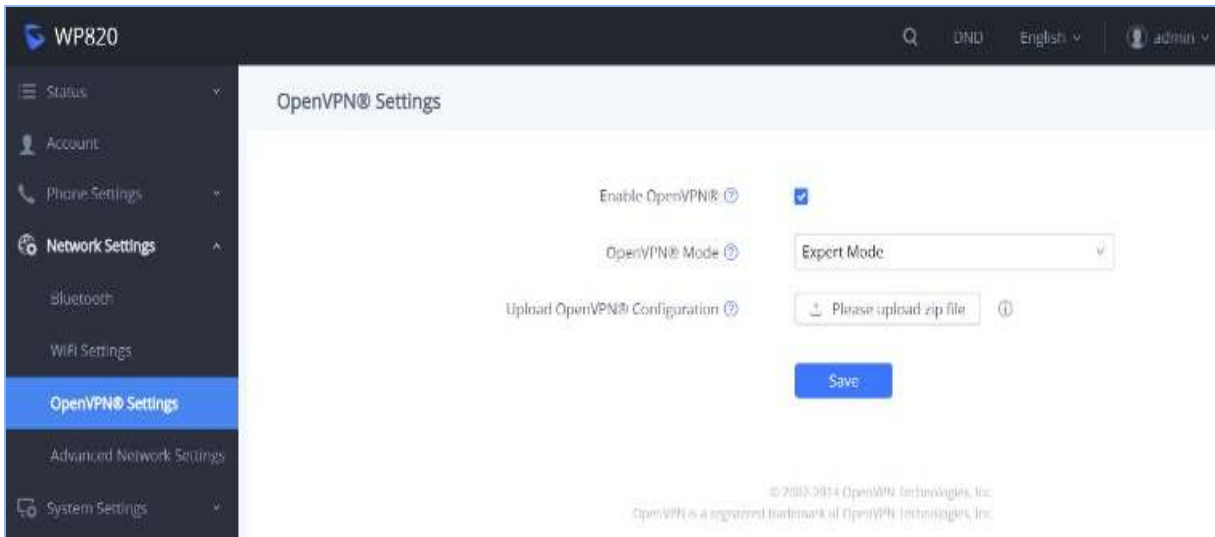 WP820
DND
English
admin
Status
Account
Phone Settings
Network Settings
Bluetooth
WiFi Settings
OpenVPN® Settings
Advanced Network Settings
System Settings
OpenVPN® Settings
Enable OpenVPN®
OpenVPN® Mode
Expert Mode
Upload OpenVPN® Configuration
Please upload zip file
Save
© 2002-2014 OpenVPN Technologies, Inc.
OpenVPN is a registered trademark of OpenVPN Technologies, Inc.